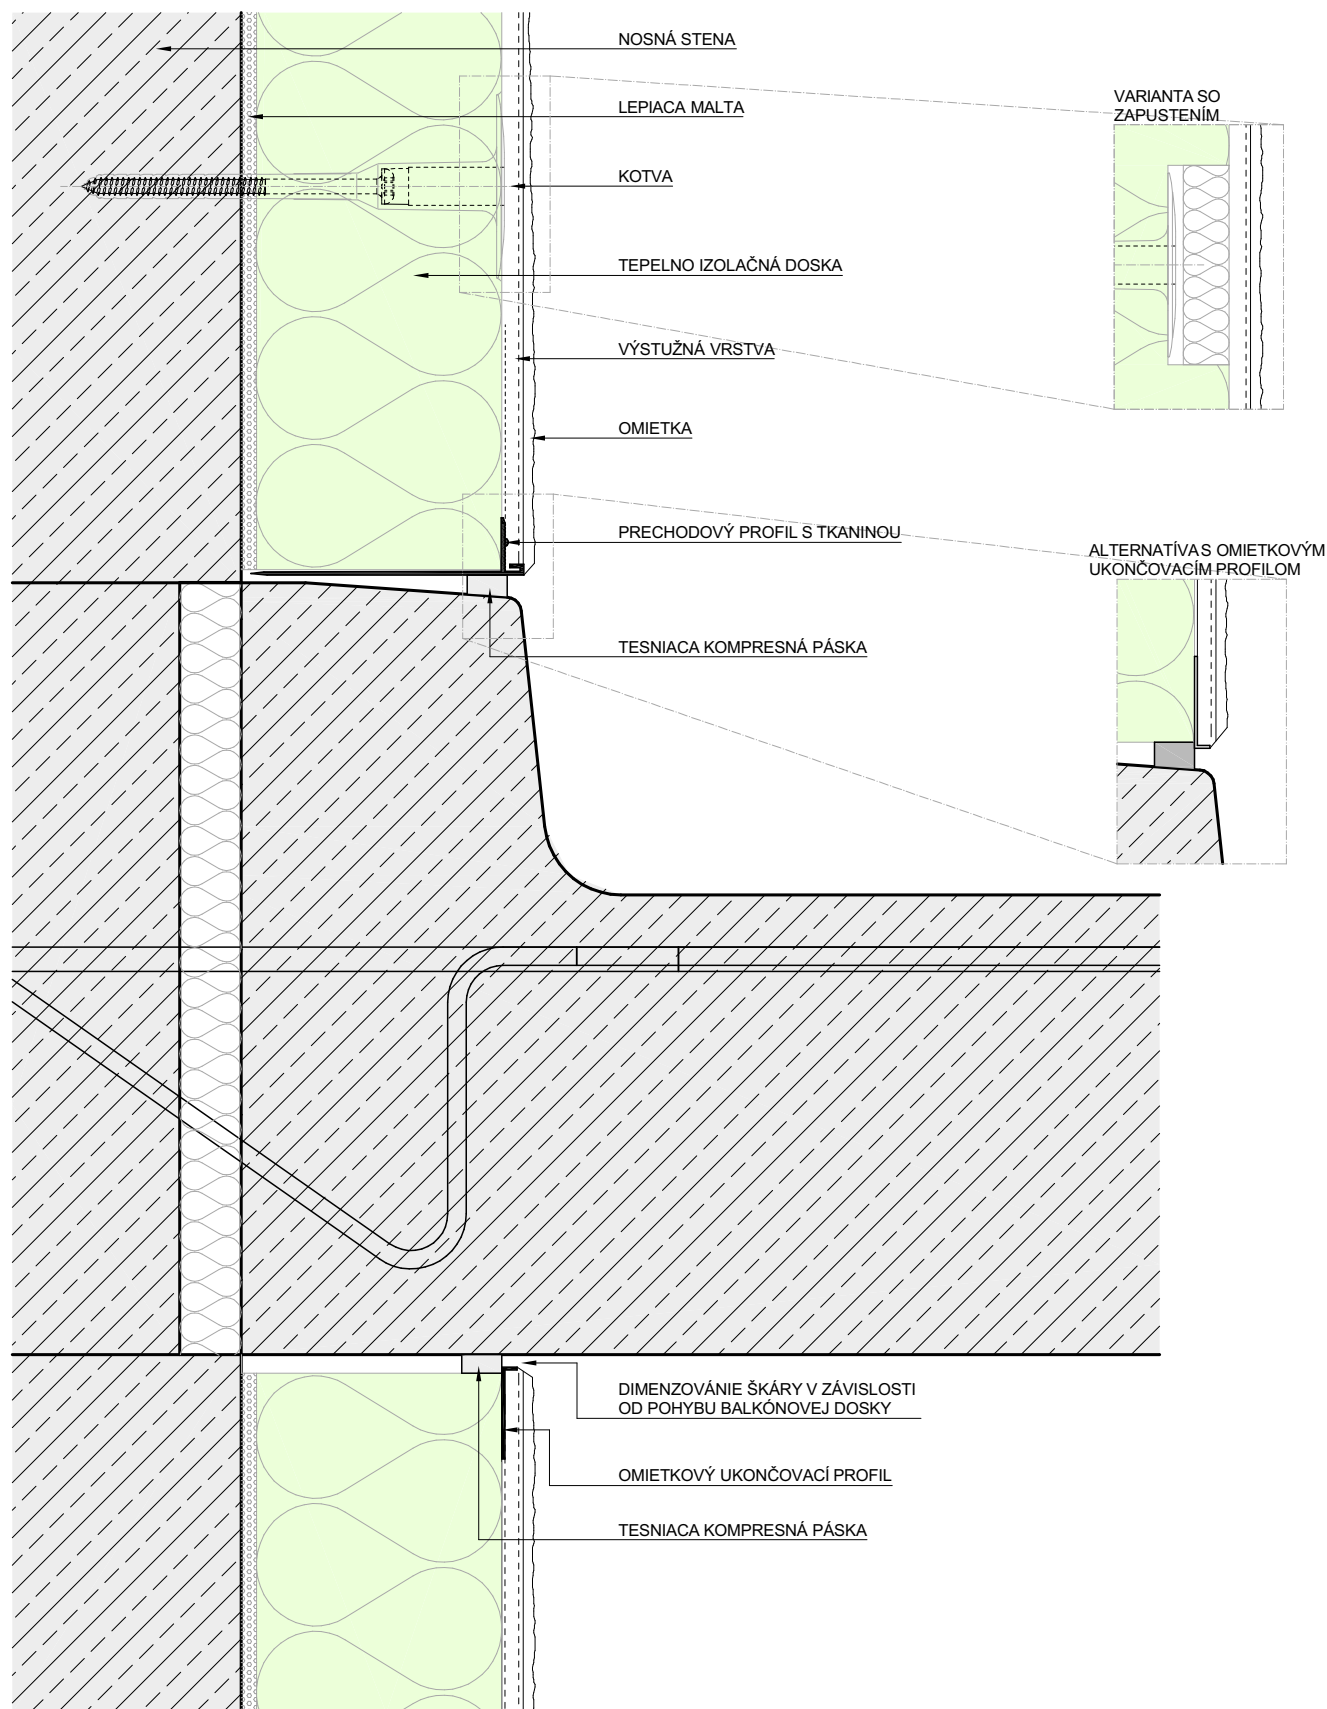 NOSNÁ STENA
LEPIACA MALTA
VARIANTA SO
ZAPUSTENÍM
KOTVA
TEPELNO IZOLAČNÁ DOSKA
VÝSTUŽNÁ VRSTVA
OMIETKA
PRECHODOVÝ PROFIL S TKANINOU
ALTERNATÍVA S OMIETKOVÝM
UKONČOVACÍM PROFILOM
TESNIACA KOMPRESNÁ PÁSKA
DIMENZOVÁNIE ŠKÁRY V ZÁVISLOSTI
OD POHYBU BALKÓNOVEJ DOSKY
OMIETKOVÝ UKONČOVACÍ PROFIL
TESNIACA KOMPRESNÁ PÁSKA